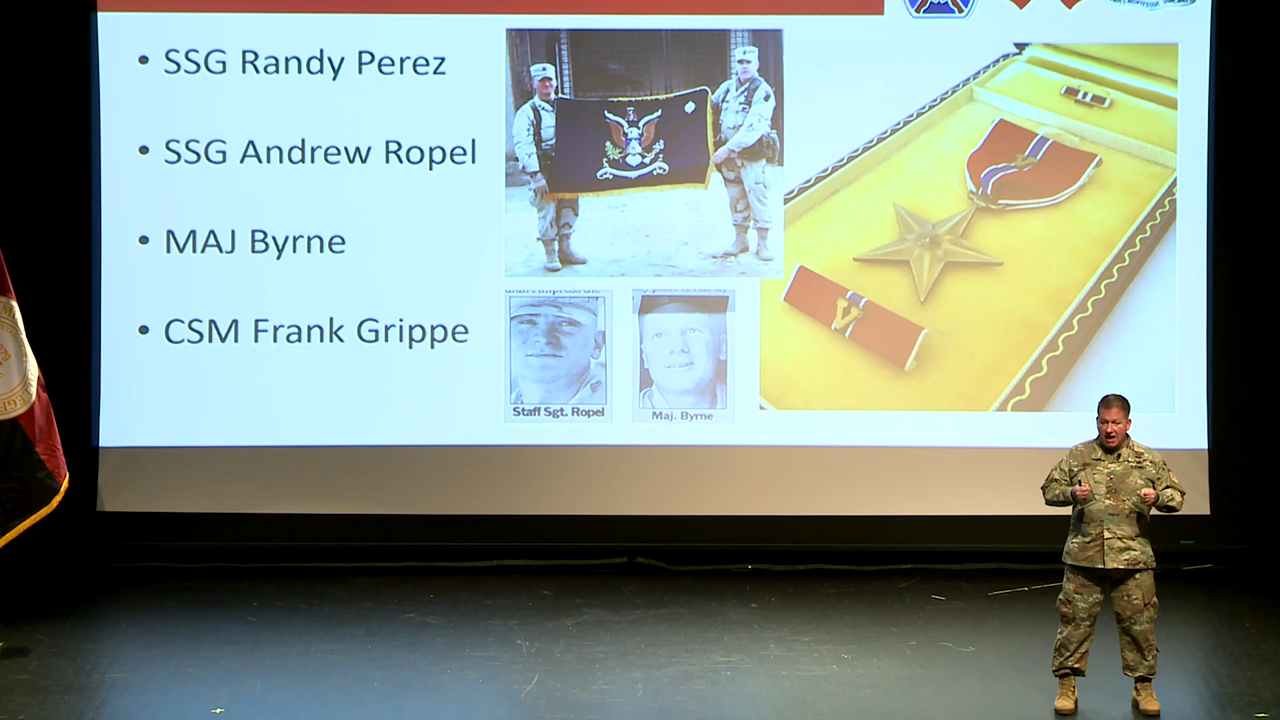 • SSG Randy Perez
• SSG Andrew Ropel
• MAJ Byrne
• CSM Frank Grippe
Staff Sgt. Ropel
Maj. Byrne
V